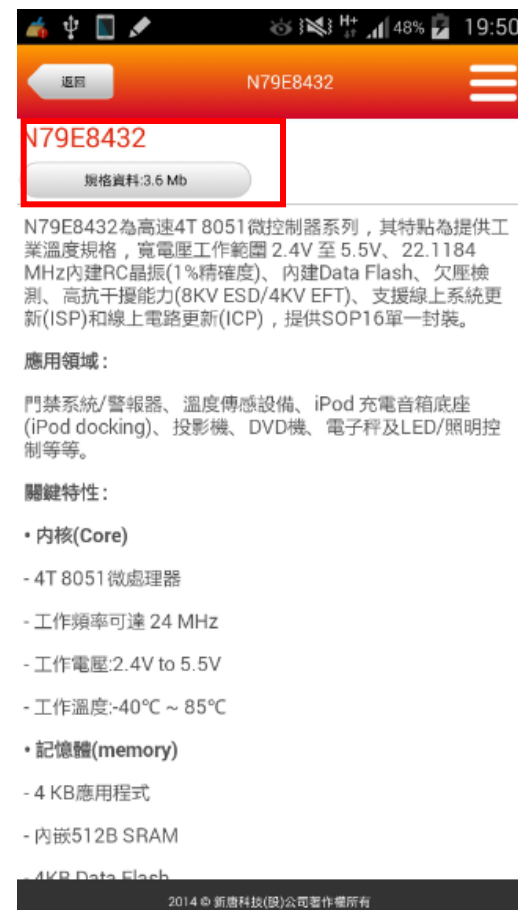 H+ 48% 19:50
返回 N79E8432
N79E8432
規格資料:3.6 Mb
N79E8432為高速4T 8051微控制器系列，其特點為提供工
業溫度規格，寬電壓工作範圍 2.4V 至 5.5V、22.1184
MHz內建RC晶振(1%精確度)、內建Data Flash、欠壓檢
測、高抗干擾能力(8KV ESD/4KV EFT)、支援線上系統更
新(ISP)和線上電路更新(ICP)，提供SOP16單一封裝。
應用領域：
門禁系統/警報器、溫度傳感設備、iPod 充電音箱底座
(iPod docking)、投影機、DVD機、電子秤及LED/照明控
制等等。
關鍵特性：
• 內核(Core)
- 4T 8051微處理器
- 工作頻率可達 24 MHz
- 工作電壓:2.4V to 5.5V
- 工作溫度:-40℃ ~ 85℃
• 記憶體(memory)
- 4 KB應用程式
- 內嵌512B SRAM
- 4KB Data Flash
2014 © 新唐科技(股)公司著作權所有